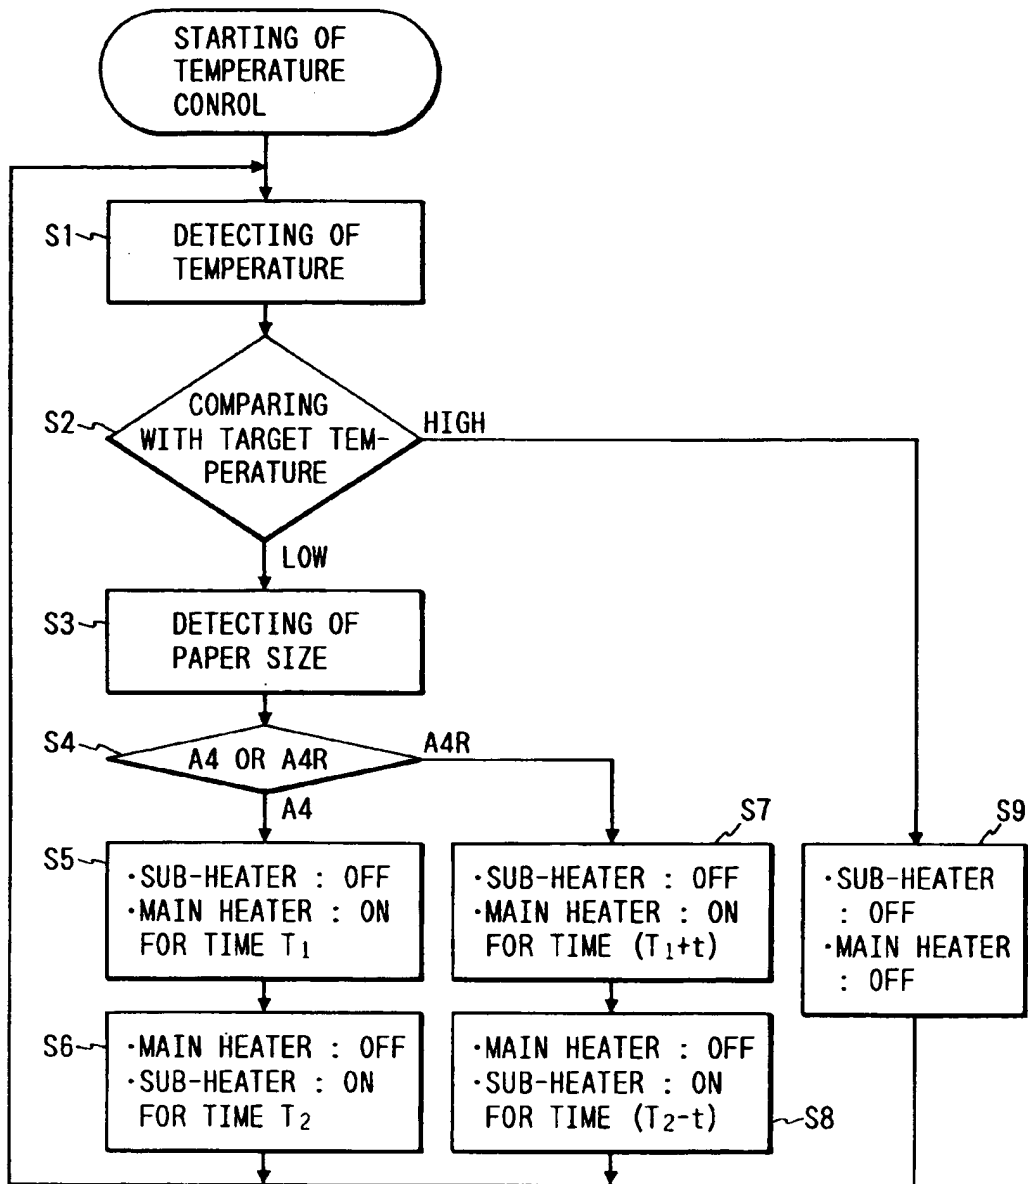 STARTING OF
TEMPERATURE
CONROL
S1
DETECTING OF
TEMPERATURE
S2
COMPARING
WITH TARGET TEM-
PERATURE
HIGH
LOW
S3
DETECTING OF
PAPER SIZE
S4
A4 OR A4R
A4R
A4
S5
·SUB-HEATER : OFF
·MAIN HEATER : ON
FOR TIME T1
S7
·SUB-HEATER : OFF
·MAIN HEATER : ON
FOR TIME (T1+t)
S9
·SUB-HEATER
: OFF
·MAIN HEATER
: OFF
S6
·MAIN HEATER : OFF
·SUB-HEATER : ON
FOR TIME T2
·MAIN HEATER : OFF
·SUB-HEATER : ON
FOR TIME (T2-t)
S8